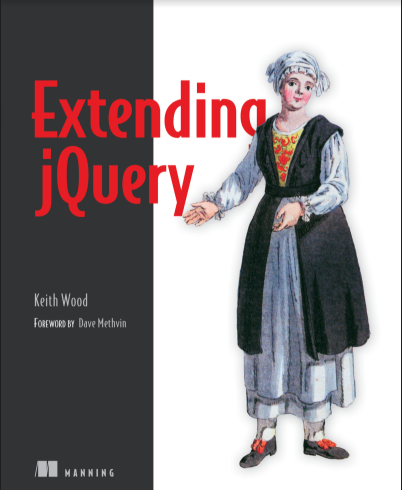 Extending
jQuery
Keith Wood
FOREWORD BY Dave Methvin
MANNING